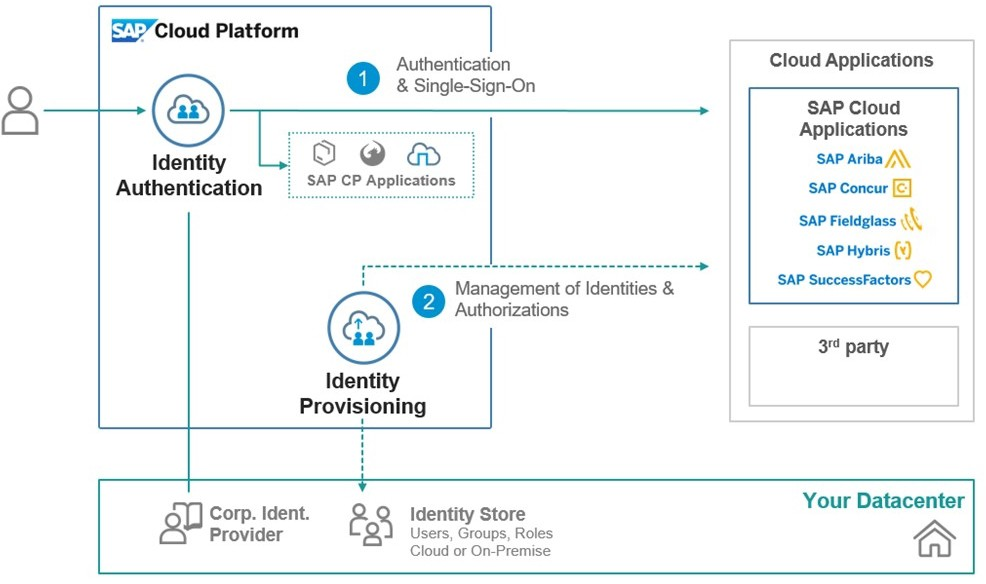 SAP Cloud Platform
1 Authentication
& Single-Sign-On
Identity
Authentication
SAP CP Applications
2 Management of Identities &
Authorizations
Identity
Provisioning
Cloud Applications
SAP Cloud
Applications
SAP Ariba
SAP Concur C.
SAP Fieldglass
SAP Hybris
SAP SuccessFactors
3rd party
Your Datacenter
Corp. Ident.
Provider
Identity Store
Users, Groups, Roles
Cloud or On-Premise